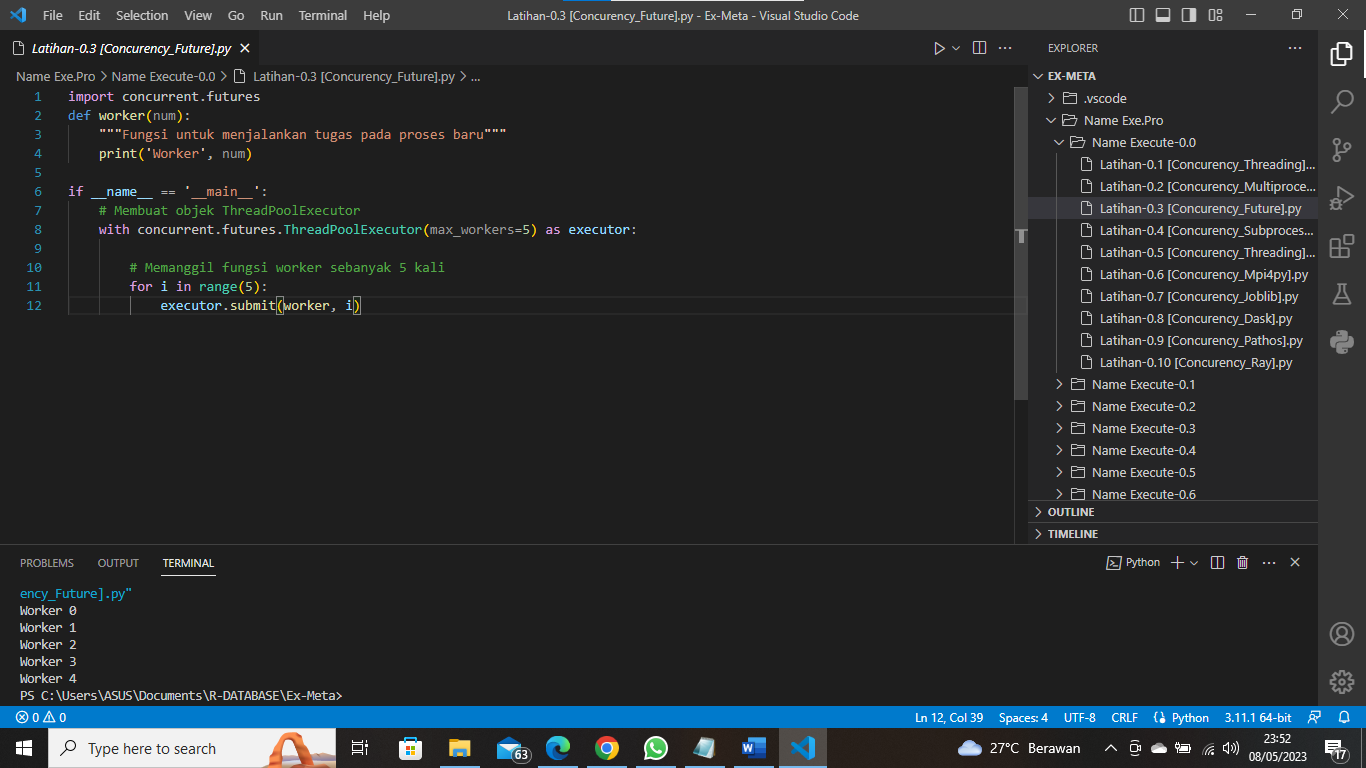 File Edit Selection View Go Run Terminal Help Latihan-0.3 [Concurency_Future].py - Ex-Meta - Visual Studio Code
Latihan-0.3 [Concurency_Future].py
Name Exe.Pro > Name Execute-0.0 > Latihan-0.3 [Concurency_Future].py > ...
1 import concurrent.futures
2 def worker(num):
3 """Fungsi untuk menjalankan tugas pada proses baru"""
4 print('Worker', num)
5
6 if __name__ == '__main__':
7 # Membuat objek ThreadPoolExecutor
8 with concurrent.futures.ThreadPoolExecutor(max_workers=5) as executor:
9
10 # Memanggil fungsi worker sebanyak 5 kali
11 for i in range(5):
12 executor.submit(worker, i)
EXPLORER
EX-META
.vscode
Name Exe.Pro
Name Execute-0.0
Latihan-0.1 [Concurency_Threading]...
Latihan-0.2 [Concurency_Multiproce...
Latihan-0.3 [Concurency_Future].py
Latihan-0.4 [Concurency_Subproces...
Latihan-0.5 [Concurency_Threading]...
Latihan-0.6 [Concurency_Mpi4py].py
Latihan-0.7 [Concurency_Joblib].py
Latihan-0.8 [Concurency_Dask].py
Latihan-0.9 [Concurency_Pathos].py
Latihan-0.10 [Concurency_Ray].py
Name Execute-0.1
Name Execute-0.2
Name Execute-0.3
Name Execute-0.4
Name Execute-0.5
Name Execute-0.6
OUTLINE
TIMELINE
PROBLEMS OUTPUT TERMINAL Python
ency_Future].py"
Worker 0
Worker 1
Worker 2
Worker 3
Worker 4
PS C:\Users\ASUS\Documents\R-DATABASE\Ex-Meta>
0 0 Ln 12, Col 39 Spaces: 4 UTF-8 CRLF Python 3.11.1 64-bit
Type here to search 63 27°C Berawan 23:52
08/05/2023 17